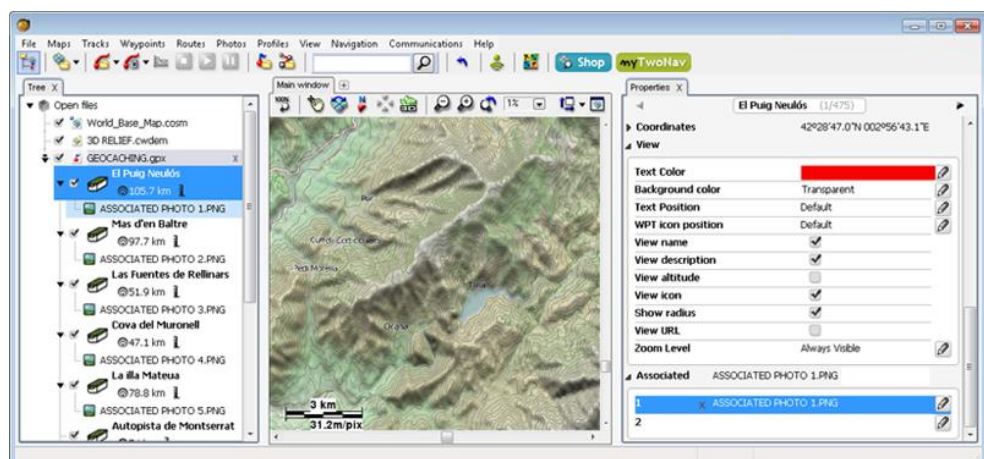 File Maps Tracks Waypoints Routes Photos Profiles View Navigation Communications Help
Shop
myTwoNav
Tree X
Open files
World_Base_Map.cosm
3D RELIEF.cwdem
GEOCACHING.gpx x
El Puig Neulós
105.7 km
ASSOCIATED PHOTO 1.PNG
Mas d'en Baltre
97.7 km
ASSOCIATED PHOTO 2.PNG
Las Fuentes de Rellinars
51.9 km
ASSOCIATED PHOTO 3.PNG
Cova del Muronell
47.1 km
ASSOCIATED PHOTO 4.PNG
La illa Mateua
78.8 km
ASSOCIATED PHOTO 5.PNG
Autopista de Montserrat
Main window
100%
1%
Ocaña
3 km
31.2m/pix
Properties X
El Puig Neulós (1/475)
Coordinates 42º28'47.0"N 002º56'43.1"E
View
Text Color
Background color Transparent
Text Position Default
WPT icon position Default
View name
View description
View altitude
View icon
Show radius
View URL
Zoom Level Always Visible
Associated ASSOCIATED PHOTO 1.PNG
1 x ASSOCIATED PHOTO 1.PNG
2